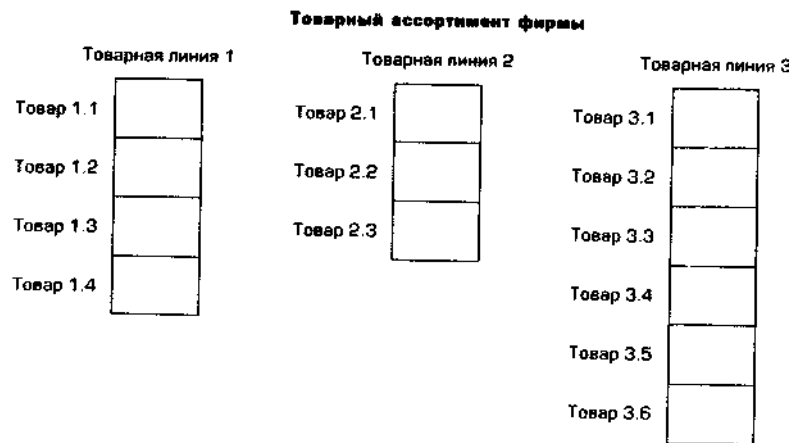 Товарный ассортимент фирмы
Товарная линия 1
Товар 1.1
Товар 1.2
Товар 1.3
Товар 1.4
Товарная линия 2
Товар 2.1
Товар 2.2
Товар 2.3
Товарная линия 3
Товар 3.1
Товар 3.2
Товар 3.3
Товар 3.4
Товар 3.5
Товар 3.6